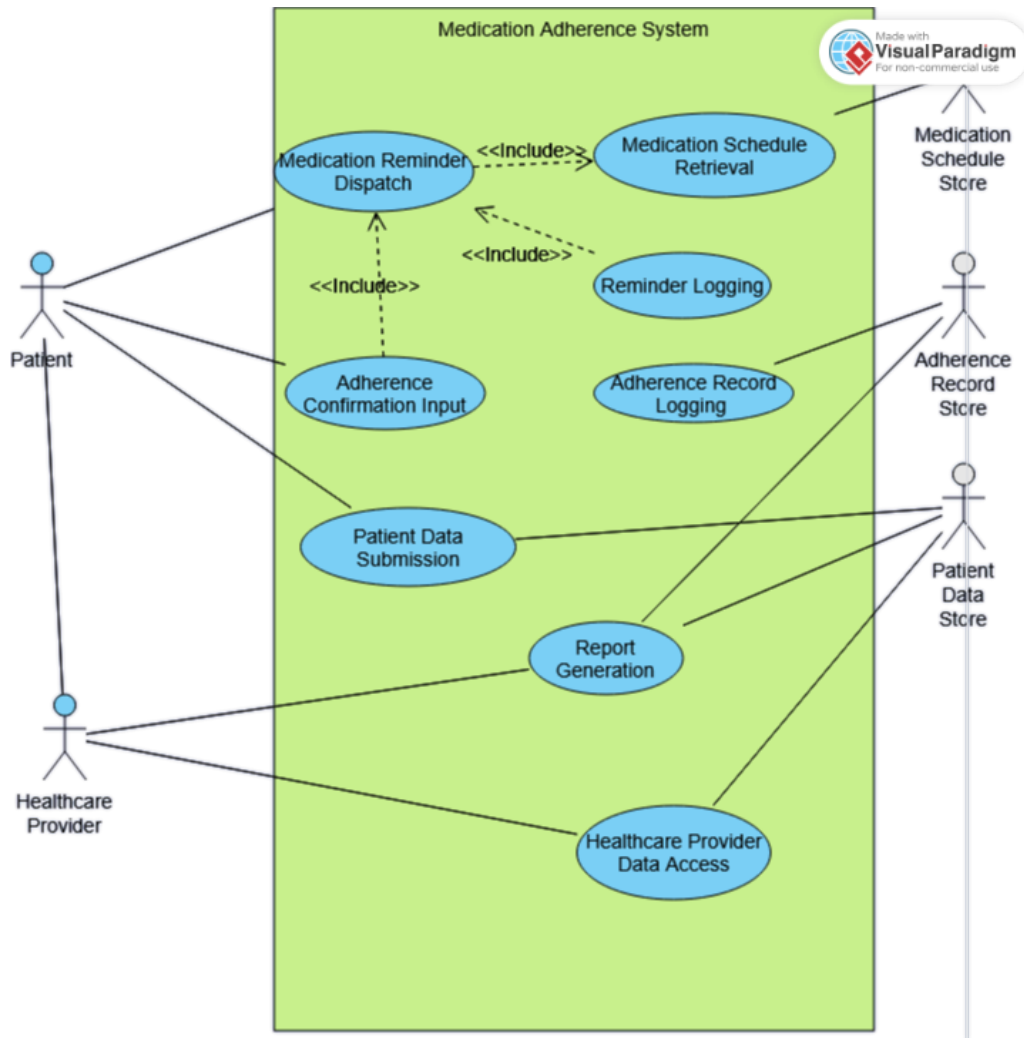 Medication Adherence System
Made with
VisualParadigm
For non-commercial use
Medication
Schedule
Store
Medication Reminder
Dispatch
<<Include>>
Medication Schedule
Retrieval
<<Include>>
Reminder Logging
<<Include>>
Patient
Adherence
Confirmation Input
Adherence Record
Logging
Adherence
Record
Store
Patient Data
Submission
Patient
Data
Store
Report
Generation
Healthcare
Provider
Healthcare Provider
Data Access